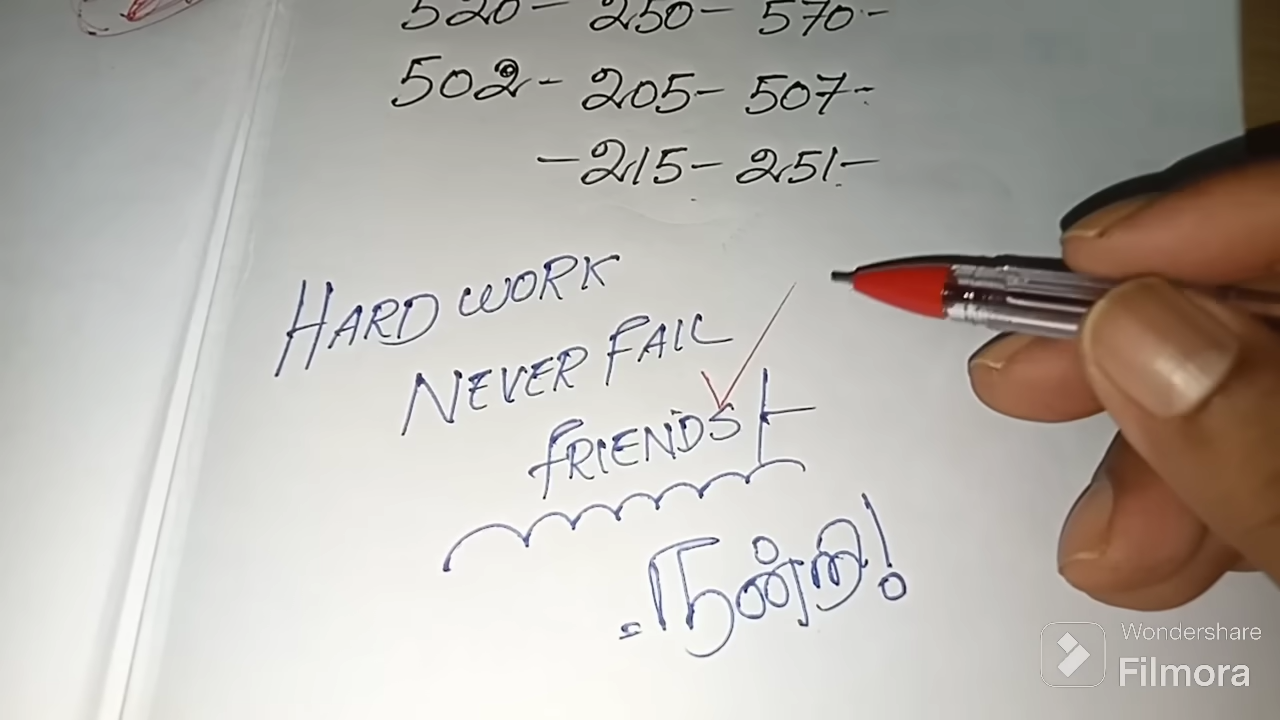 520- 250- 570-
502- 205- 507-
-215- 251-
HARD WORK
NEVER FAIL
FRIENDS
நன்றி!
Wondershare
Filmora